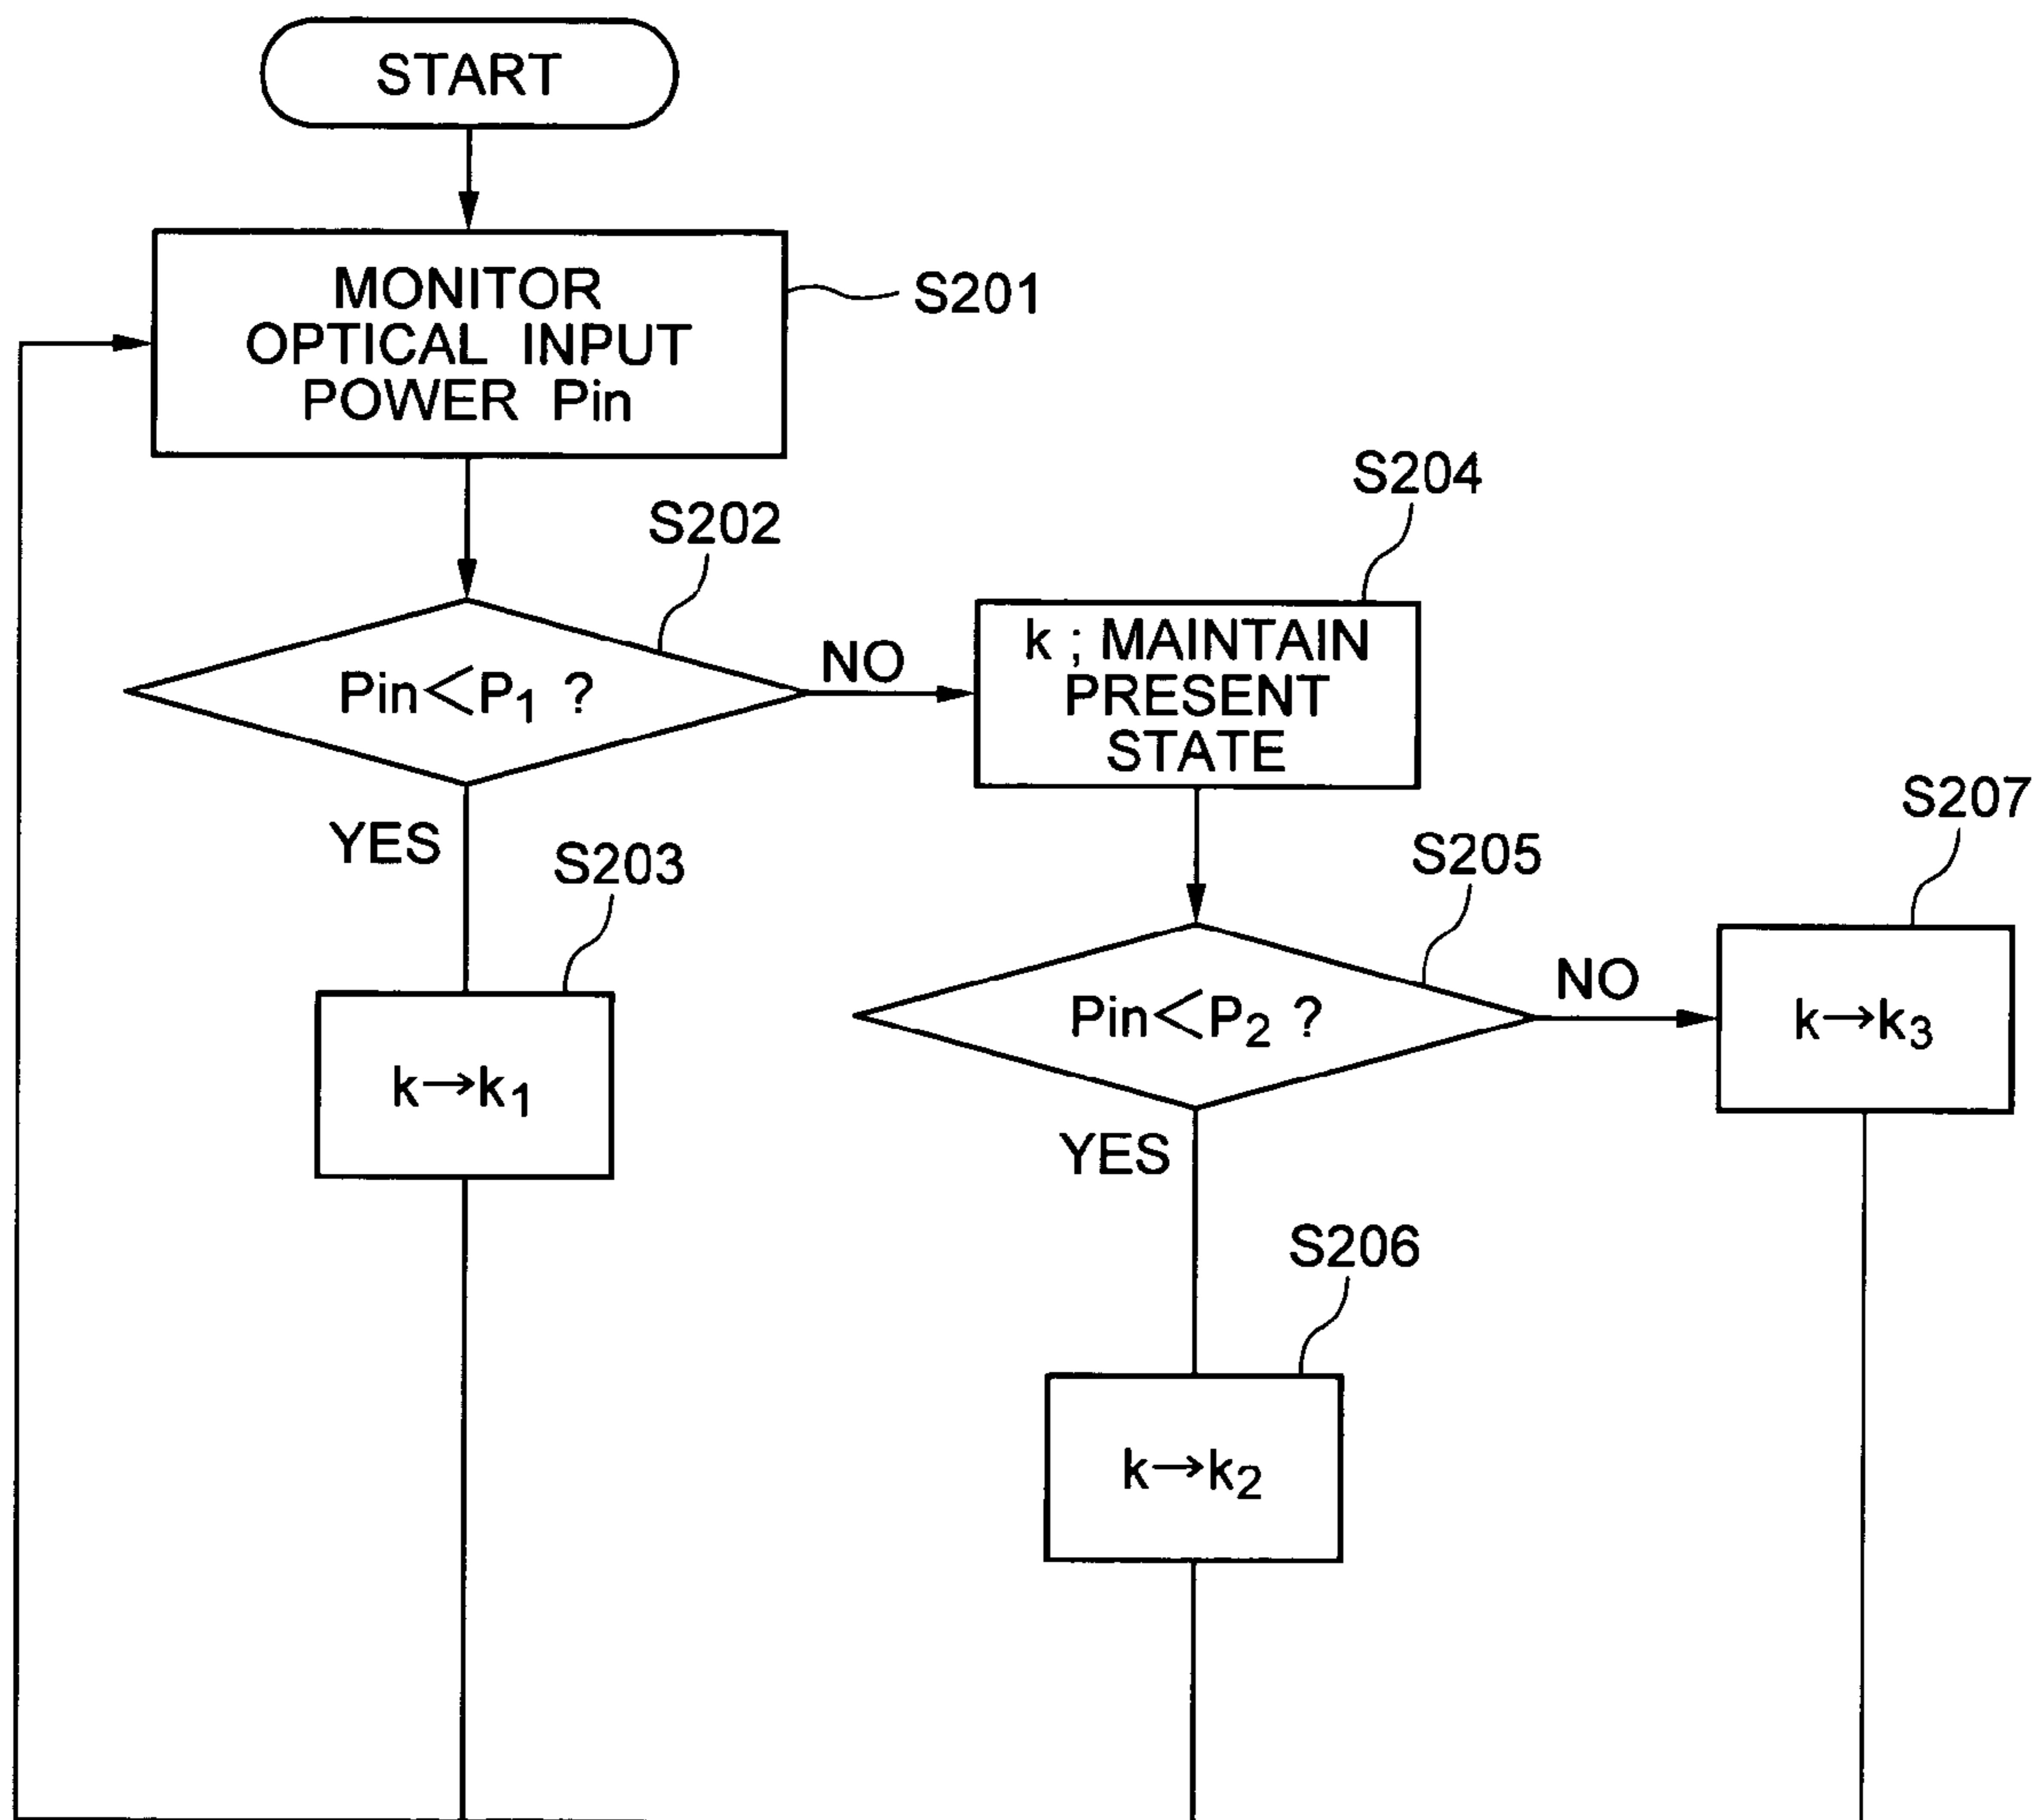 START
MONITOR
OPTICAL INPUT
POWER Pin
S201
S202
Pin<P1 ?
NO
YES
S203
k→k1
S204
k ; MAINTAIN
PRESENT
STATE
S205
Pin<P2 ?
NO
YES
S206
k→k2
S207
k→k3